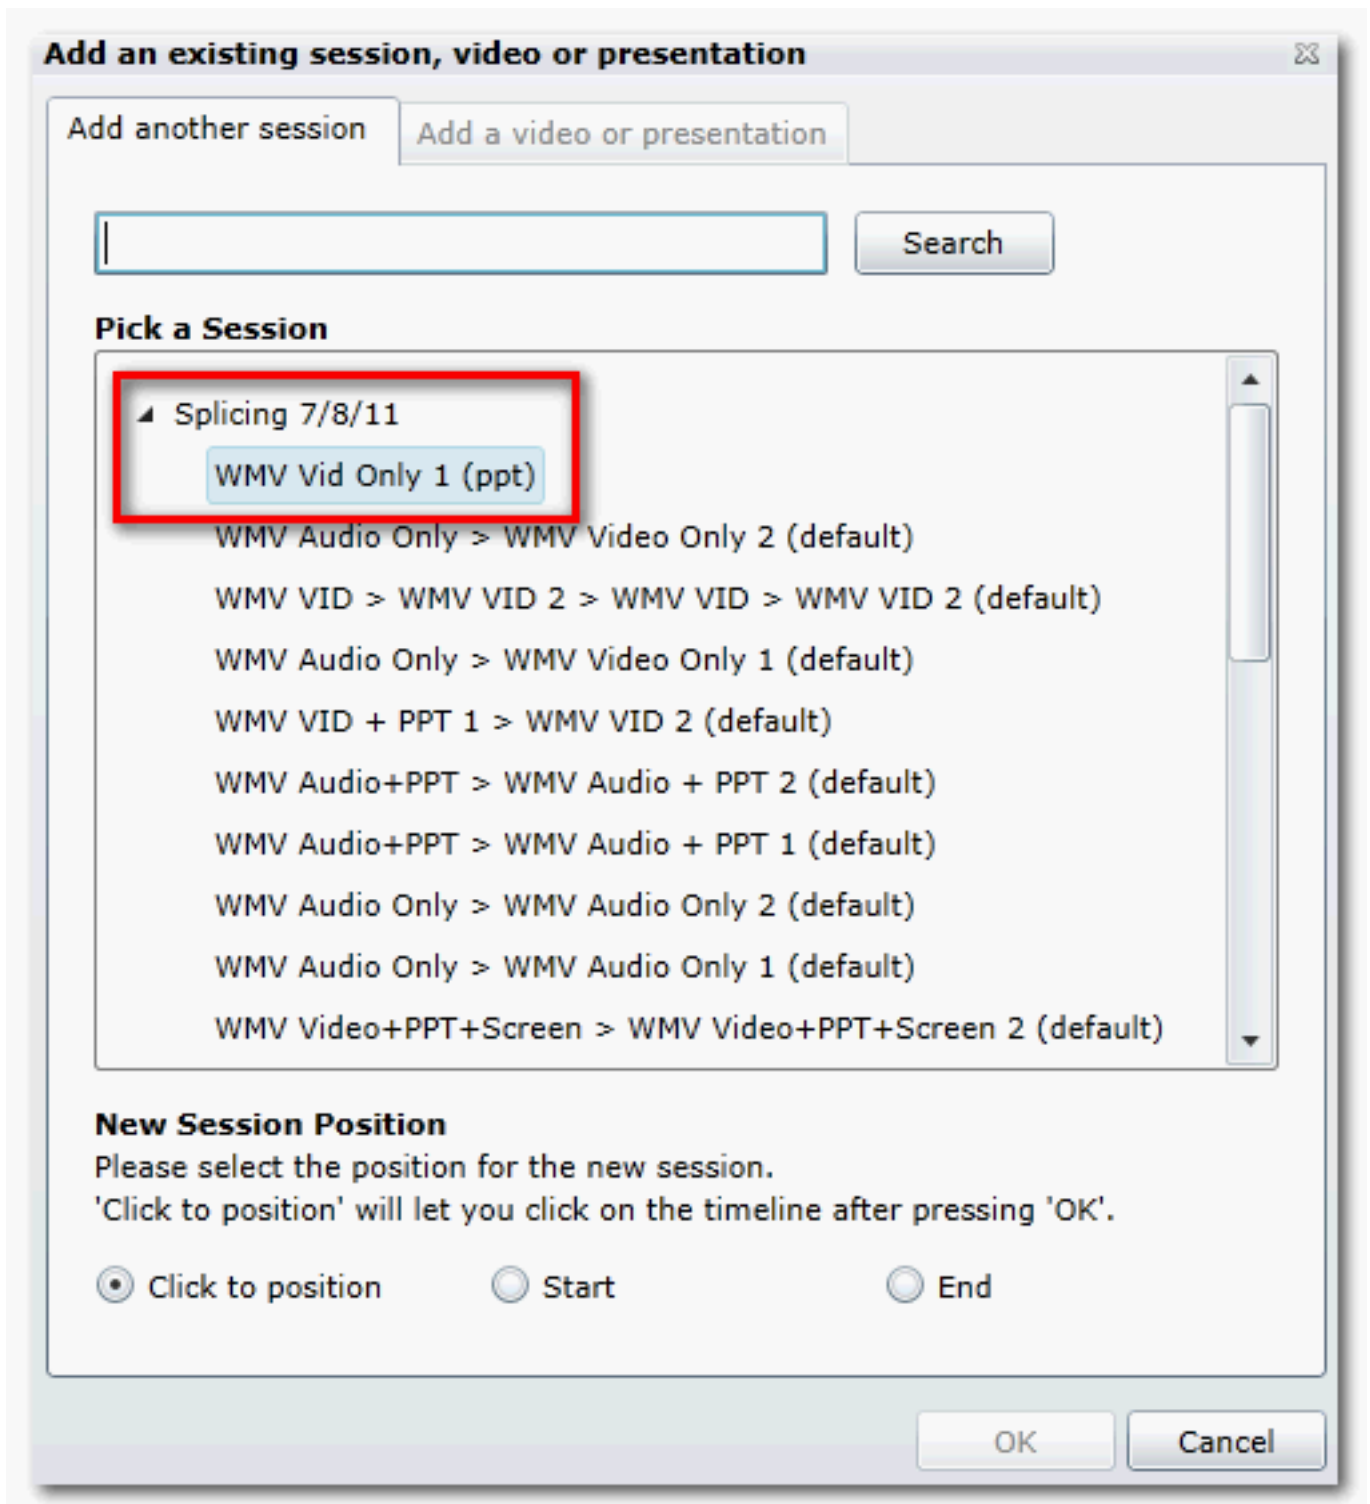 Add an existing session, video or presentation
Add another session
Add a video or presentation
Search
Pick a Session
Splicing 7/8/11
WMV Vid Only 1 (ppt)
WMV Audio Only > WMV Video Only 2 (default)
WMV VID > WMV VID 2 > WMV VID > WMV VID 2 (default)
WMV Audio Only > WMV Video Only 1 (default)
WMV VID + PPT 1 > WMV VID 2 (default)
WMV Audio+PPT > WMV Audio + PPT 2 (default)
WMV Audio+PPT > WMV Audio + PPT 1 (default)
WMV Audio Only > WMV Audio Only 2 (default)
WMV Audio Only > WMV Audio Only 1 (default)
WMV Video+PPT+Screen > WMV Video+PPT+Screen 2 (default)
New Session Position
Please select the position for the new session.
'Click to position' will let you click on the timeline after pressing 'OK'.
Click to position
Start
End
OK
Cancel